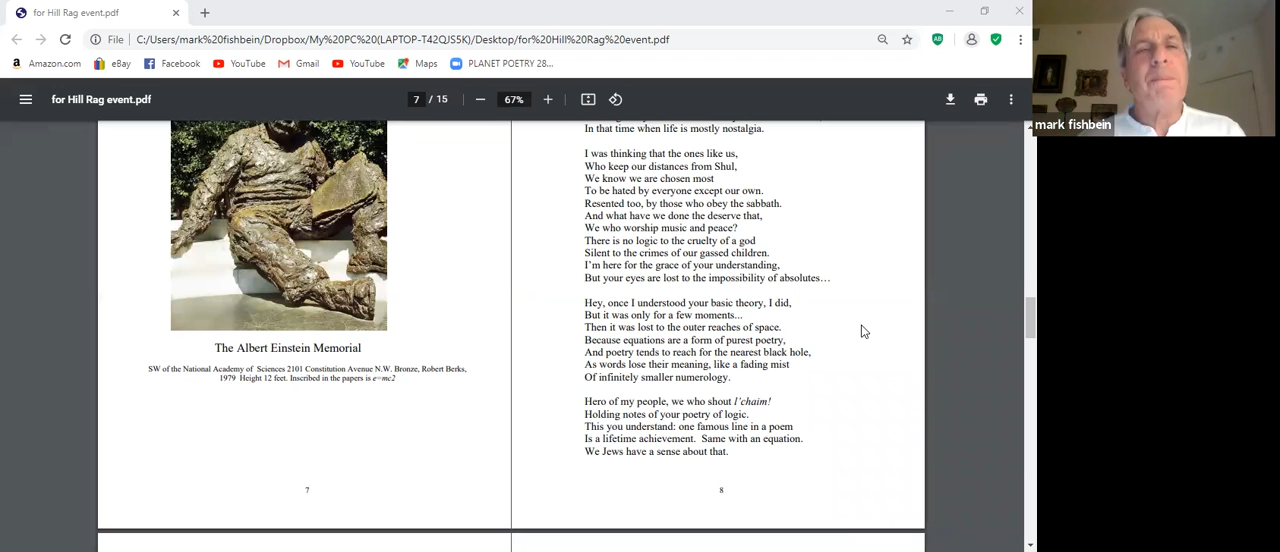 for Hill Rag event.pdf
File
C:/Users/mark%20fishbein/Dropbox/My%20PC%20(LAPTOP-T42QJS5K)/Desktop/for%20Hill%20Rag%20event.pdf
Amazon.com
eBay
Facebook
YouTube
Gmail
YouTube
Maps
PLANET POETRY 28...
for Hill Rag event.pdf
7 / 15
67%
mark fishbein
The Albert Einstein Memorial
SW of the National Academy of Sciences 2101 Constitution Avenue N.W. Bronze, Robert Berks,
1979 Height 12 feet. Inscribed in the papers is e=mc2
7
In that time when life is mostly nostalgia.
I was thinking that the ones like us,
Who keep our distances from Shul,
We know we are chosen most
To be hated by everyone except our own.
Resented too, by those who obey the sabbath.
And what have we done the deserve that,
We who worship music and peace?
There is no logic to the cruelty of a god
Silent to the crimes of our gassed children.
I'm here for the grace of your understanding,
But your eyes are lost to the impossibility of absolutes…
Hey, once I understood your basic theory, I did,
But it was only for a few moments...
Then it was lost to the outer reaches of space.
Because equations are a form of purest poetry,
And poetry tends to reach for the nearest black hole,
As words lose their meaning, like a fading mist
Of infinitely smaller numerology.
Hero of my people, we who shout l'chaim!
Holding notes of your poetry of logic.
This you understand: one famous line in a poem
Is a lifetime achievement. Same with an equation.
We Jews have a sense about that.
8